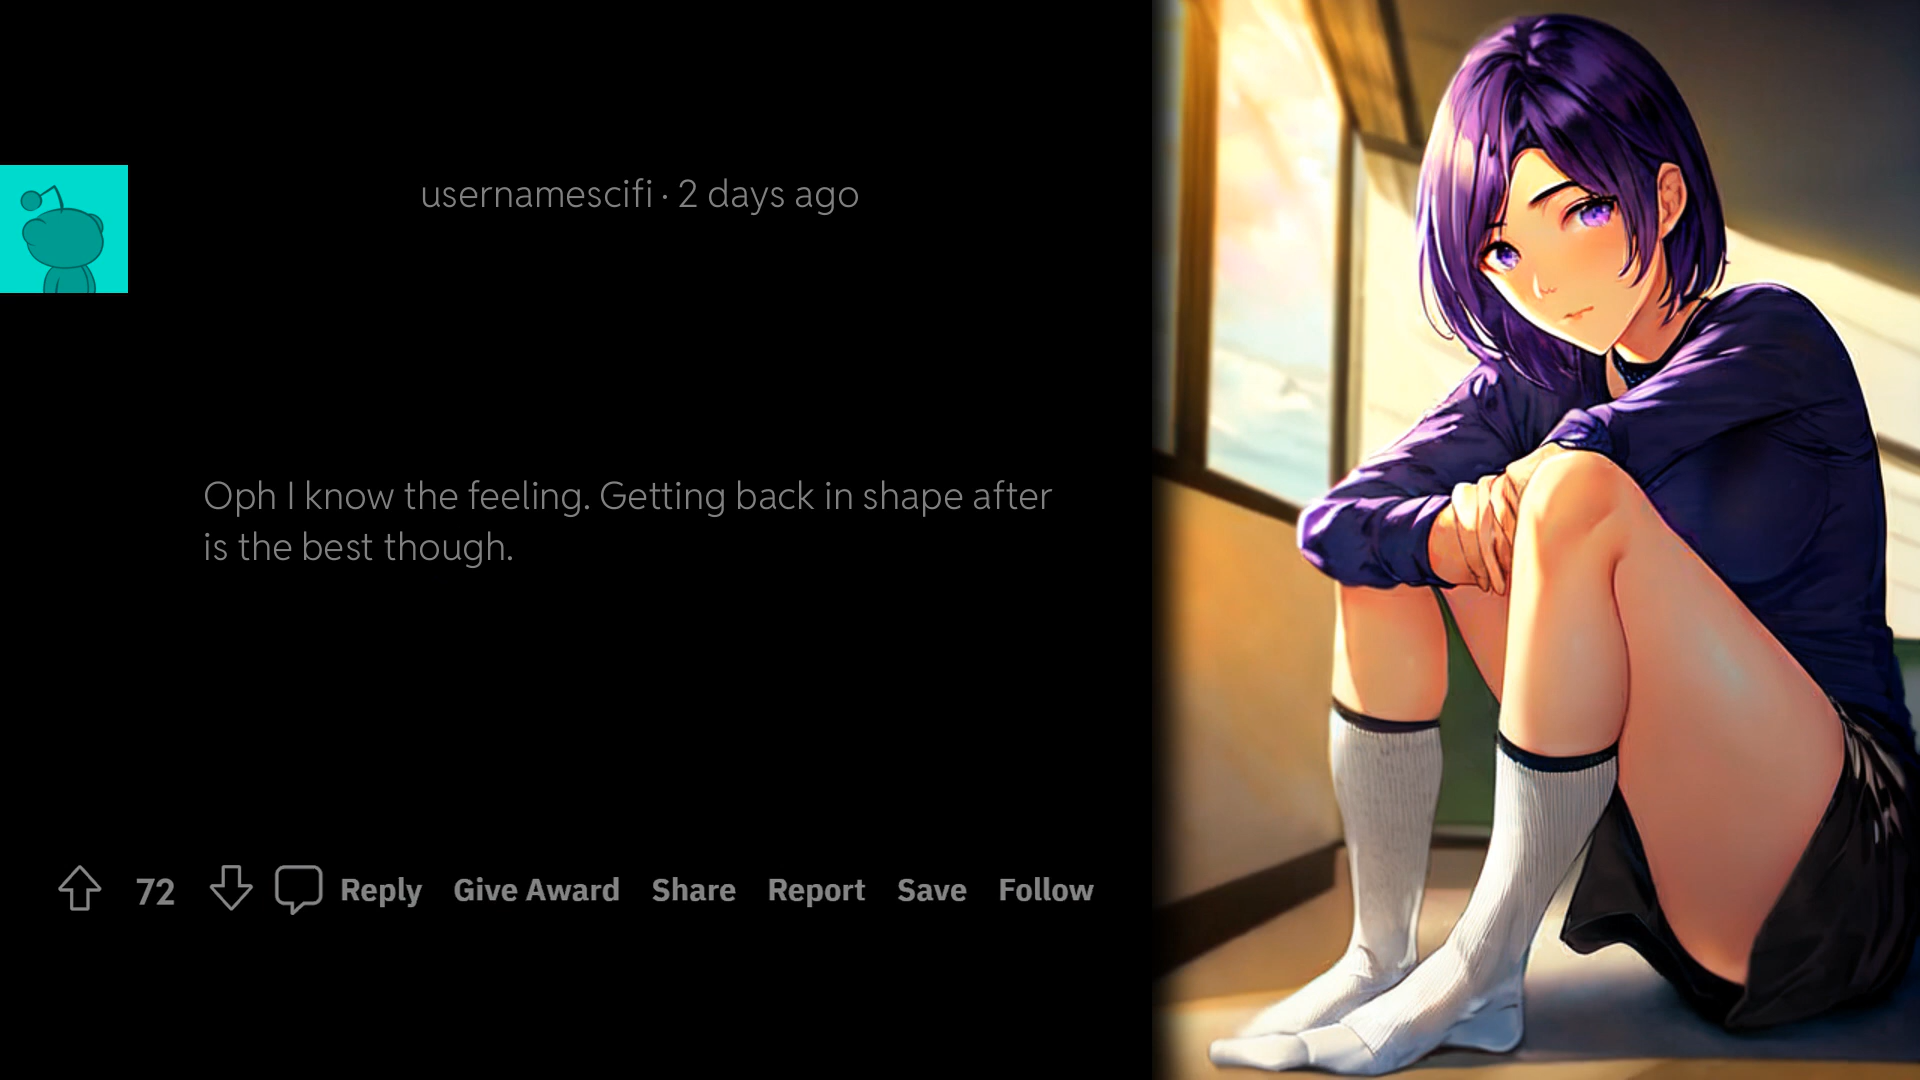 usernamescifi · 2 days ago
Oph I know the feeling. Getting back in shape after
is the best though.
72 Reply Give Award Share Report Save Follow